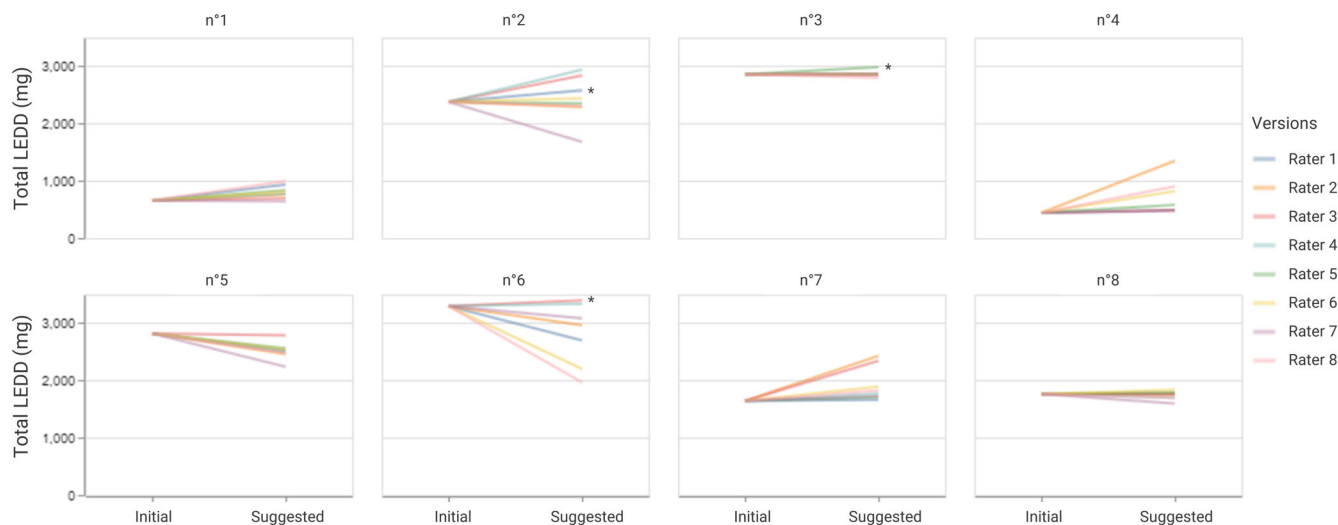 n°1 n°2 n°3 n°4
Total LEDD (mg)
3,000
2,000
1,000
0
*
*
Versions
Rater 1
Rater 2
Rater 3
Rater 4
Rater 5
Rater 6
Rater 7
Rater 8
n°5 n°6 n°7 n°8
Total LEDD (mg)
3,000
2,000
1,000
0
*
Initial Suggested Initial Suggested Initial Suggested Initial Suggested